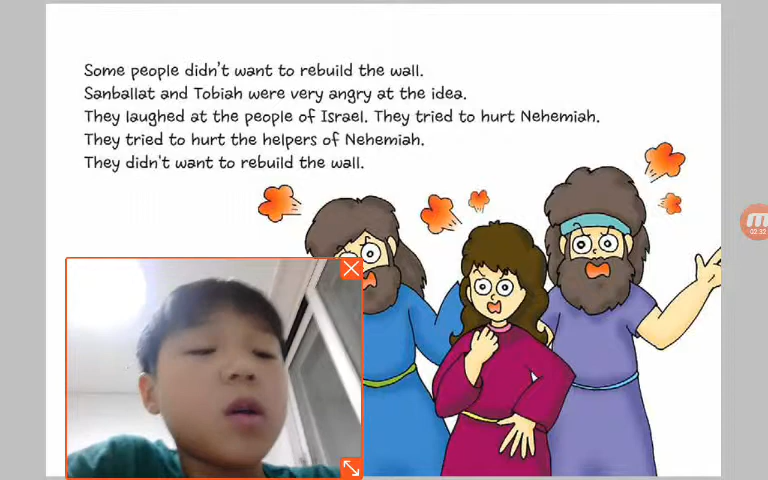 Some people didn't want to rebuild the wall.
Sanballat and Tobiah were very angry at the idea.
They laughed at the people of Israel. They tried to hurt Nehemiah.
They tried to hurt the helpers of Nehemiah.
They didn't want to rebuild the wall.
02:32